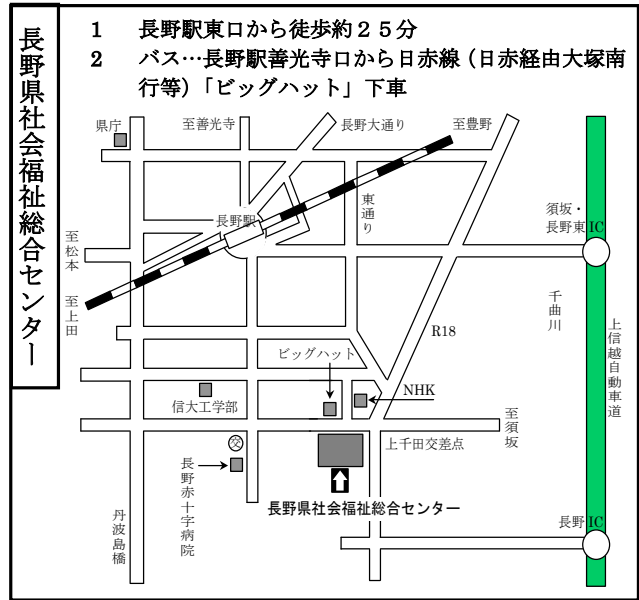 長野県社会福祉総合センター
1 長野駅東口から徒歩約２５分
2 バス…長野駅善光寺口から日赤線（日赤経由大塚南
行等）「ビッグハット」下車
県庁
至善光寺
長野大通り
至豊野
東通り
須坂・
長野東IC
長野駅
至松本
至上田
千曲川
上信越自動車道
R18
ビッグハット
NHK
信大工学部
至須坂
上千田交差点
交
長野赤十字病院
長野県社会福祉総合センター
丹波島橋
長野IC